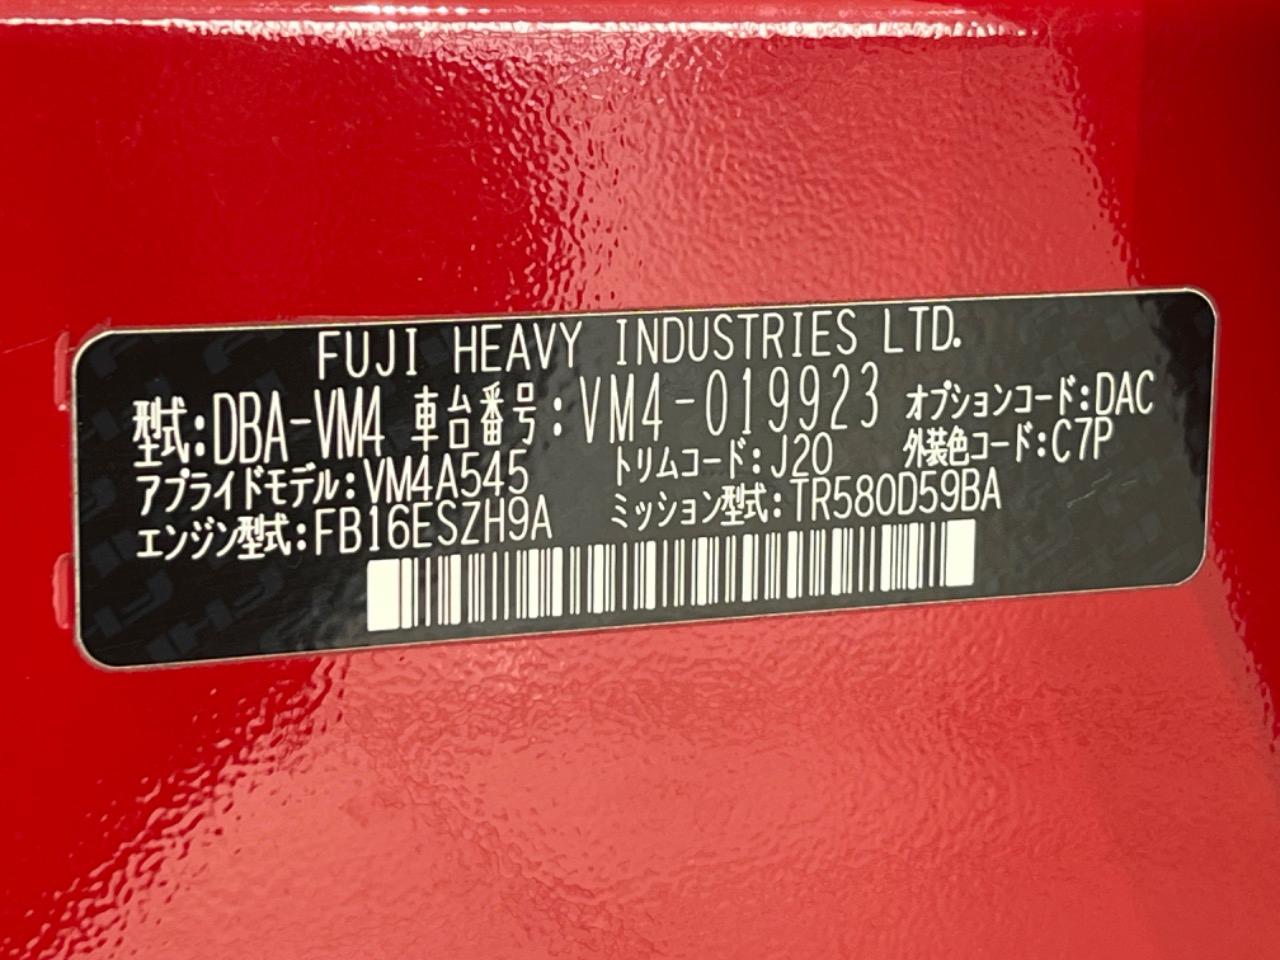 FUJI HEAVY INDUSTRIES LTD.
型式:DBA-VM4 車台番号:VM4-019923 オプションコード:DAC
アプライドモデル:VM4A545 トリムコード:J20 外装色コード:C7P
エンジン型式:FB16ESZH9A ミッション型式:TR580D59BA